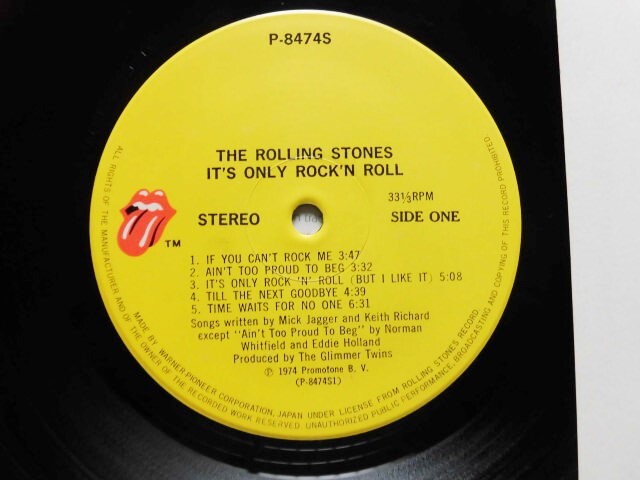 P-8474S
THE ROLLING STONES
IT'S ONLY ROCK'N ROLL
STEREO
33⅓RPM
SIDE ONE
TM
1. IF YOU CAN'T ROCK ME 3:47
2. AIN'T TOO PROUD TO BEG 3:32
3. IT'S ONLY ROCK 'N' ROLL (BUT I LIKE IT) 5:08
4. TILL THE NEXT GOODBYE 4:39
5. TIME WAITS FOR NO ONE 6:31
Songs written by Mick Jagger and Keith Richard
except "Ain't Too Proud To Beg" by Norman
Whitfield and Eddie Holland
Produced by The Glimmer Twins
Ⓟ 1974 Promotone B. V.
(P-8474S1)
MADE BY WARNER-PIONEER CORPORATION, JAPAN UNDER LICENSE FROM ROLLING STONES RECORD.
ALL RIGHTS OF THE MANUFACTURER AND OF THE OWNER OF THE RECORDED WORK RESERVED. UNAUTHORIZED PUBLIC PERFORMANCE, BROADCASTING AND COPYING OF THIS RECORD PROHIBITED